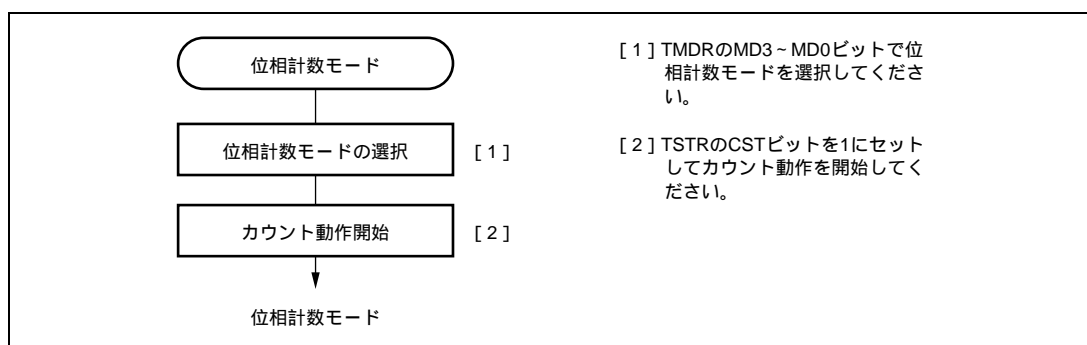 位相計数モード
位相計数モードの選択 [1]
カウント動作開始 [2]
位相計数モード
[1] TMDRのMD3~MD0ビットで位
相計数モードを選択してくださ
い。
[2] TSTRのCSTビットを1にセット
してカウント動作を開始してく
ださい。